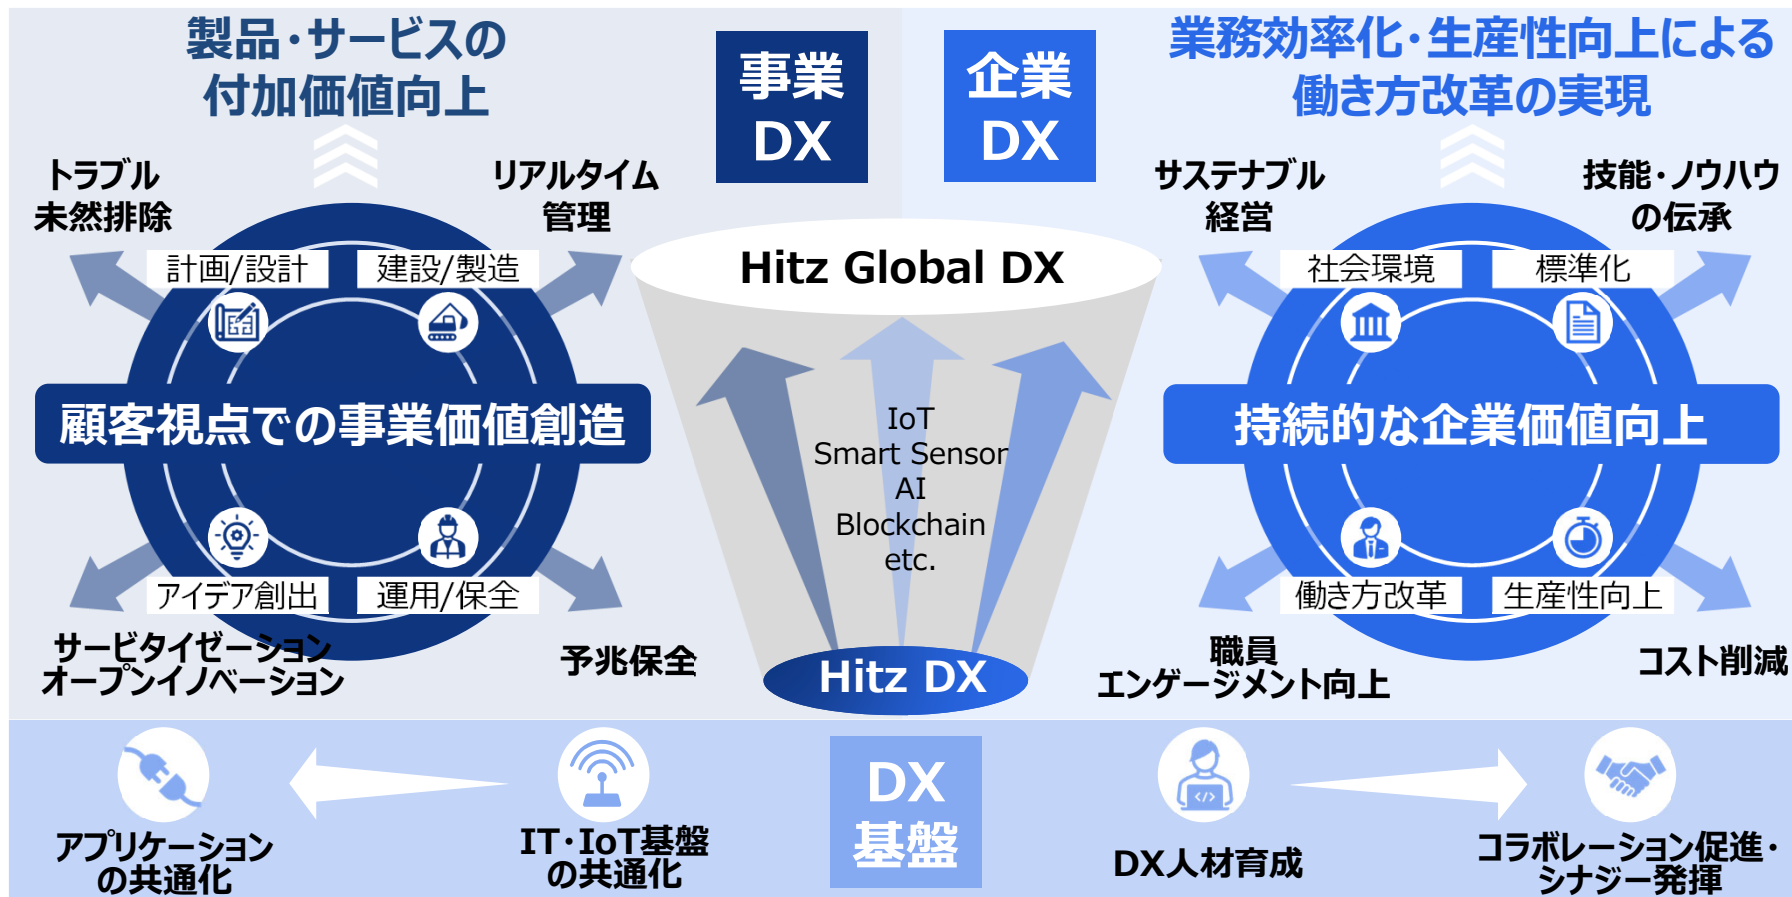 製品・サービスの
付加価値向上
事業
DX
企業
DX
業務効率化・生産性向上による
働き方改革の実現
トラブル
未然排除
リアルタイム
管理
計画/設計
建設/製造
顧客視点での事業価値創造
アイデア創出
運用/保全
サービタイゼーション
オープンイノベーション
予兆保全
Hitz Global DX
IoT
Smart Sensor
AI
Blockchain
etc.
Hitz DX
サステナブル
経営
技能・ノウハウ
の伝承
社会環境
標準化
持続的な企業価値向上
働き方改革
生産性向上
職員
エンゲージメント向上
コスト削減
アプリケーション
の共通化
IT・IoT基盤
の共通化
DX
基盤
DX人材育成
コラボレーション促進・
シナジー発揮